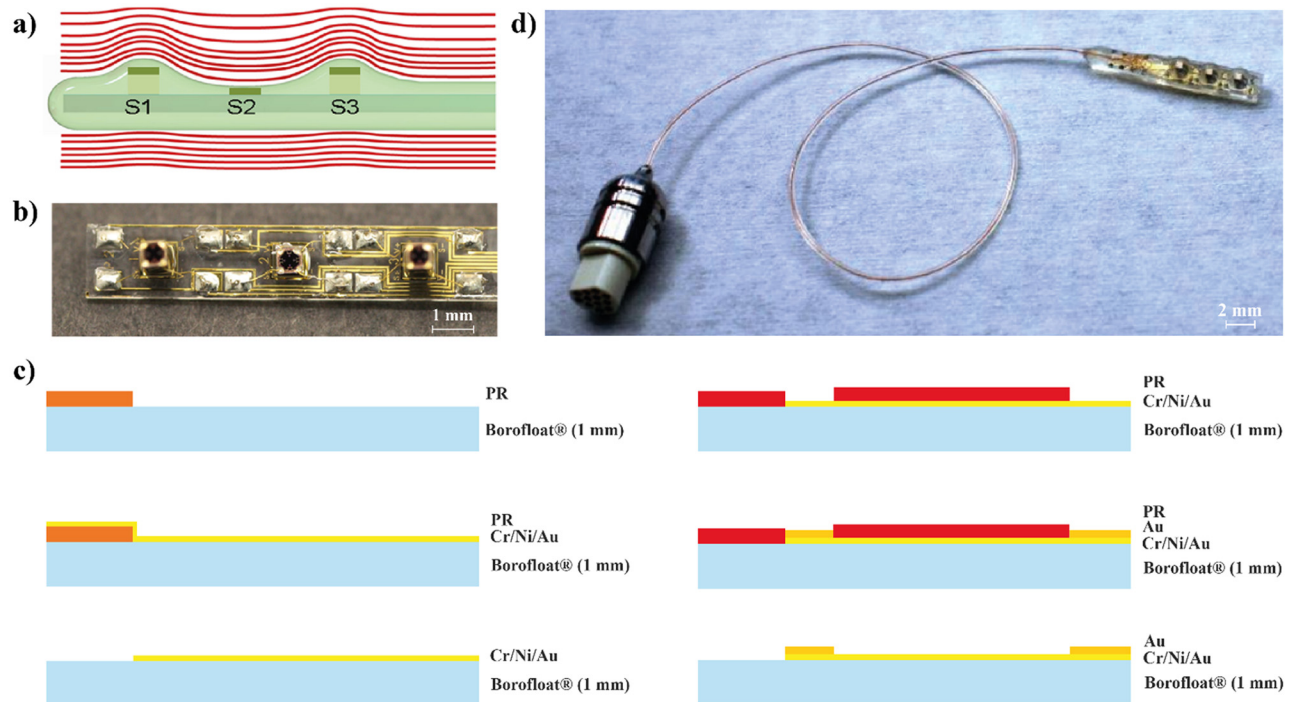 a)
S1
S2
S3
b)
1 mm
c)
PR
Borofloat® (1 mm)
PR
Cr/Ni/Au
Borofloat® (1 mm)
Cr/Ni/Au
Borofloat® (1 mm)
d)
2 mm
PR
Cr/Ni/Au
Borofloat® (1 mm)
PR
Au
Cr/Ni/Au
Borofloat® (1 mm)
Au
Cr/Ni/Au
Borofloat® (1 mm)